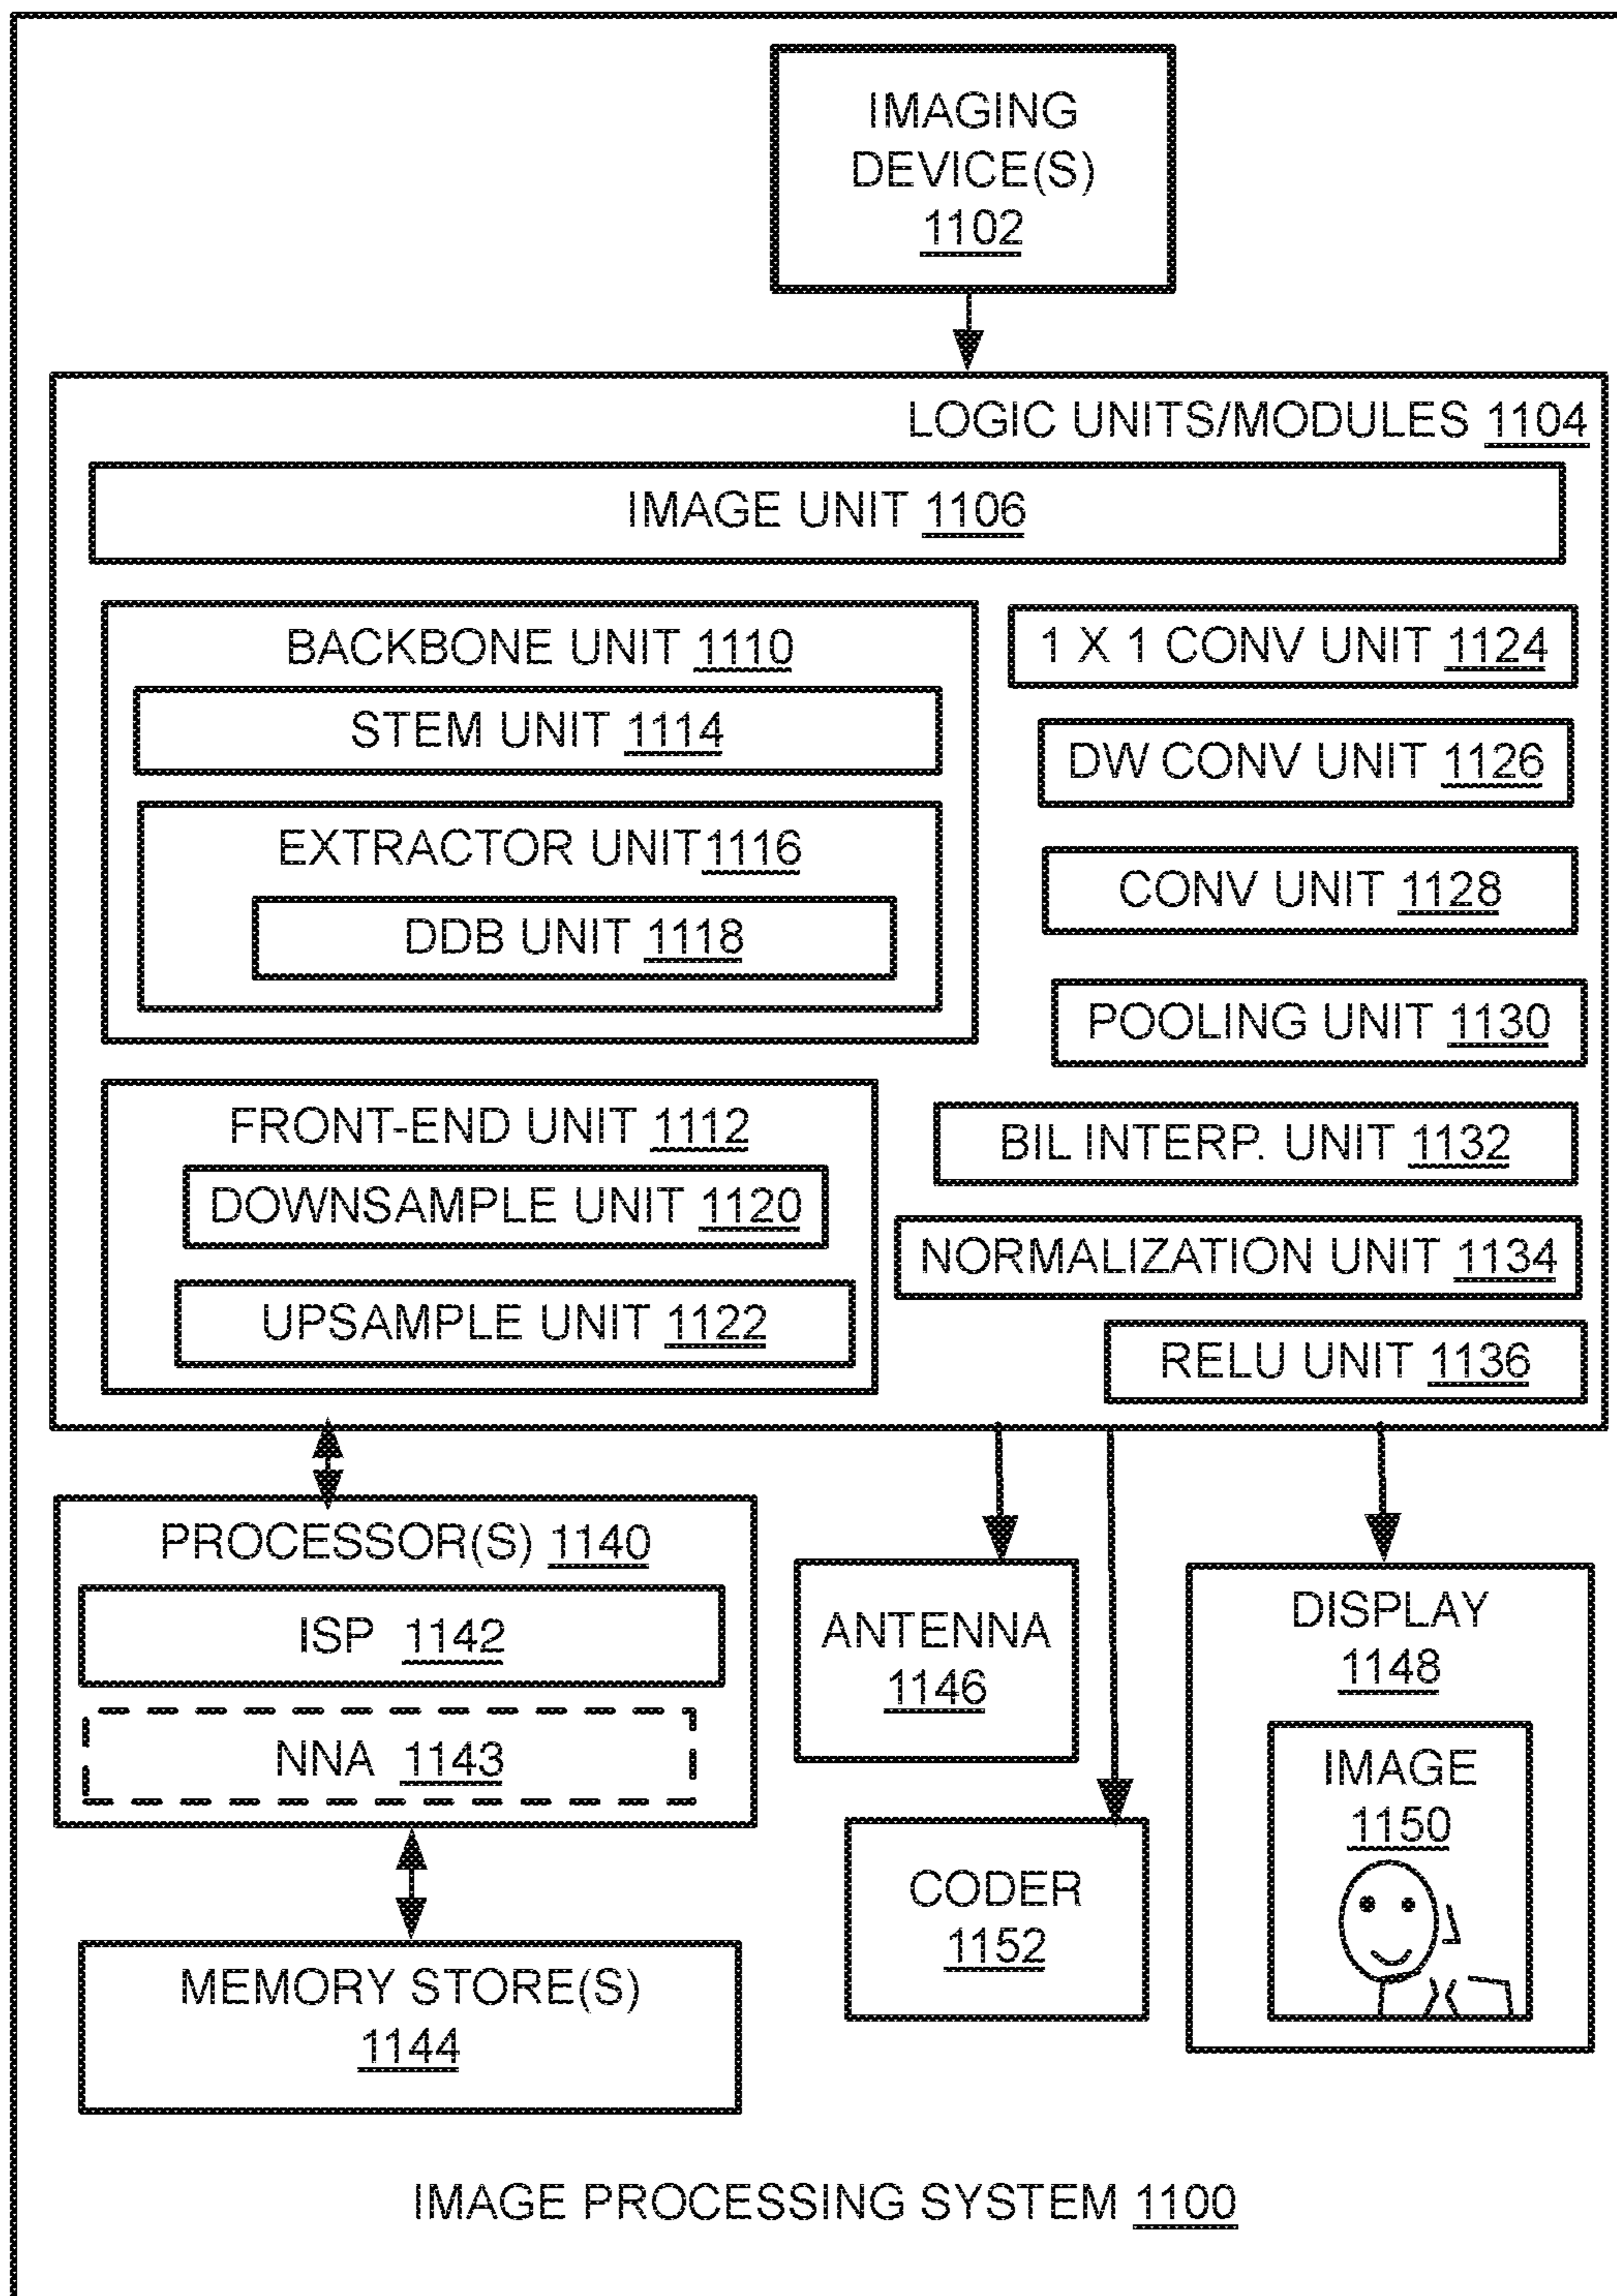 IMAGING
DEVICE(S)
1102
LOGIC UNITS/MODULES 1104
IMAGE UNIT 1106
BACKBONE UNIT 1110
STEM UNIT 1114
EXTRACTOR UNIT1116
DDB UNIT 1118
FRONT-END UNIT 1112
DOWNSAMPLE UNIT 1120
UPSAMPLE UNIT 1122
1 X 1 CONV UNIT 1124
DW CONV UNIT 1126
CONV UNIT 1128
POOLING UNIT 1130
BIL INTERP. UNIT 1132
NORMALIZATION UNIT 1134
RELU UNIT 1136
PROCESSOR(S) 1140
ISP 1142
NNA 1143
MEMORY STORE(S)
1144
ANTENNA
1146
CODER
1152
DISPLAY
1148
IMAGE
1150
IMAGE PROCESSING SYSTEM 1100